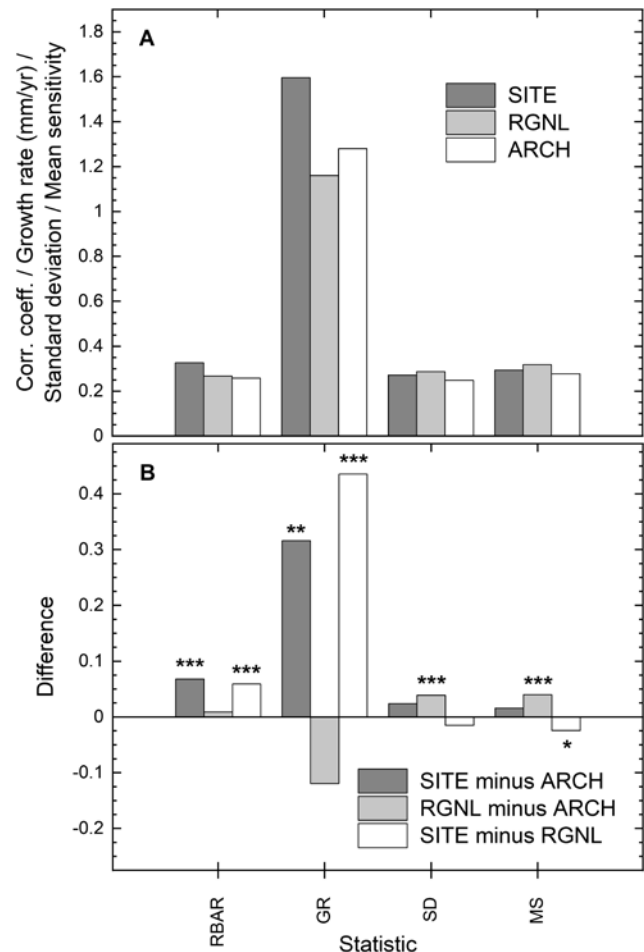 A
Corr. coeff. / Growth rate (mm/yr) /
Standard deviation / Mean sensitivity
1.8
1.6
1.4
1.2
1
0.8
0.6
0.4
0.2
0
SITE
RGNL
ARCH
B
Difference
0.4
0.3
0.2
0.1
0
-0.1
-0.2
***
***
**
***
***
***
*
SITE minus ARCH
RGNL minus ARCH
SITE minus RGNL
RBAR
GR
SD
MS
Statistic